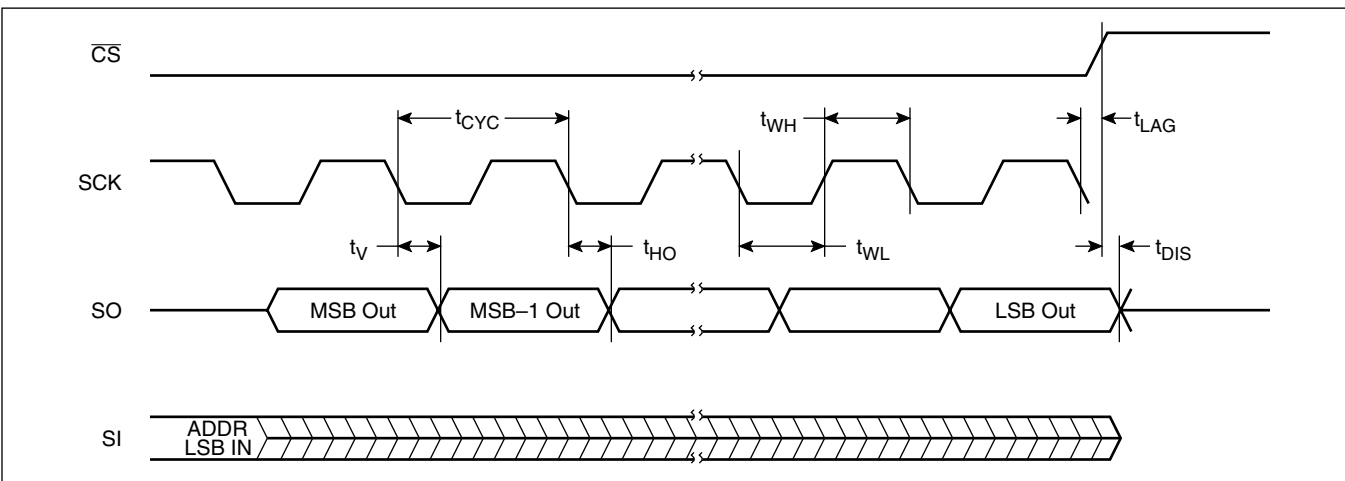 CS
tCYC
tWH
tLAG
SCK
tV
tHO
tWL
tDIS
SO
MSB Out
MSB–1 Out
LSB Out
SI
ADDR
LSB IN